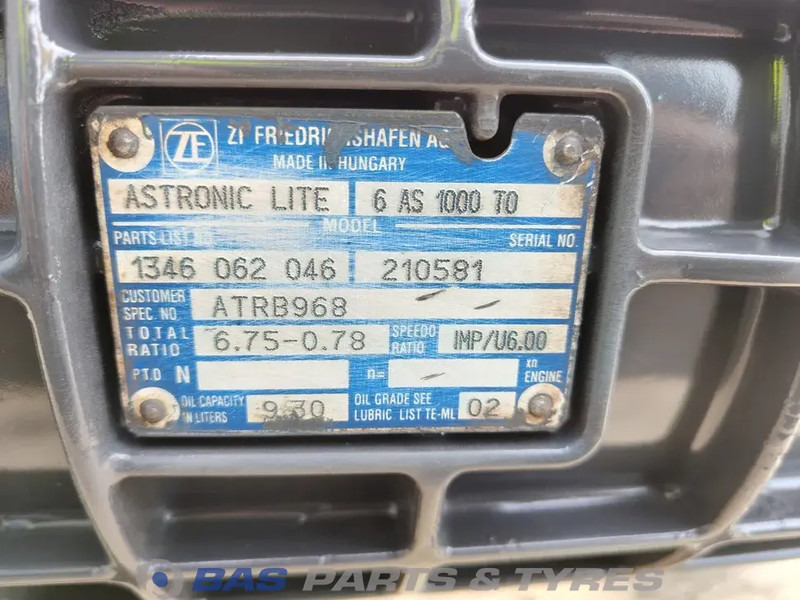 ZF ZF FRIEDRICHSHAFEN AG
MADE IN HUNGARY
ASTRONIC LITE 6 AS 1000 TO
MODEL
PARTS-LIST NO. SERIAL NO.
1346 062 046 210581
CUSTOMER SPEC. NO. ATRB968 - -
TOTAL RATIO 6.75-0.78 SPEEDO RATIO IMP/U6.00
P.T.O N n= - xn ENGINE
OIL CAPACITY IN LITERS 9.30 OIL GRADE SEE LUBRIC LIST TE-ML 02
BAS PARTS & TYRES